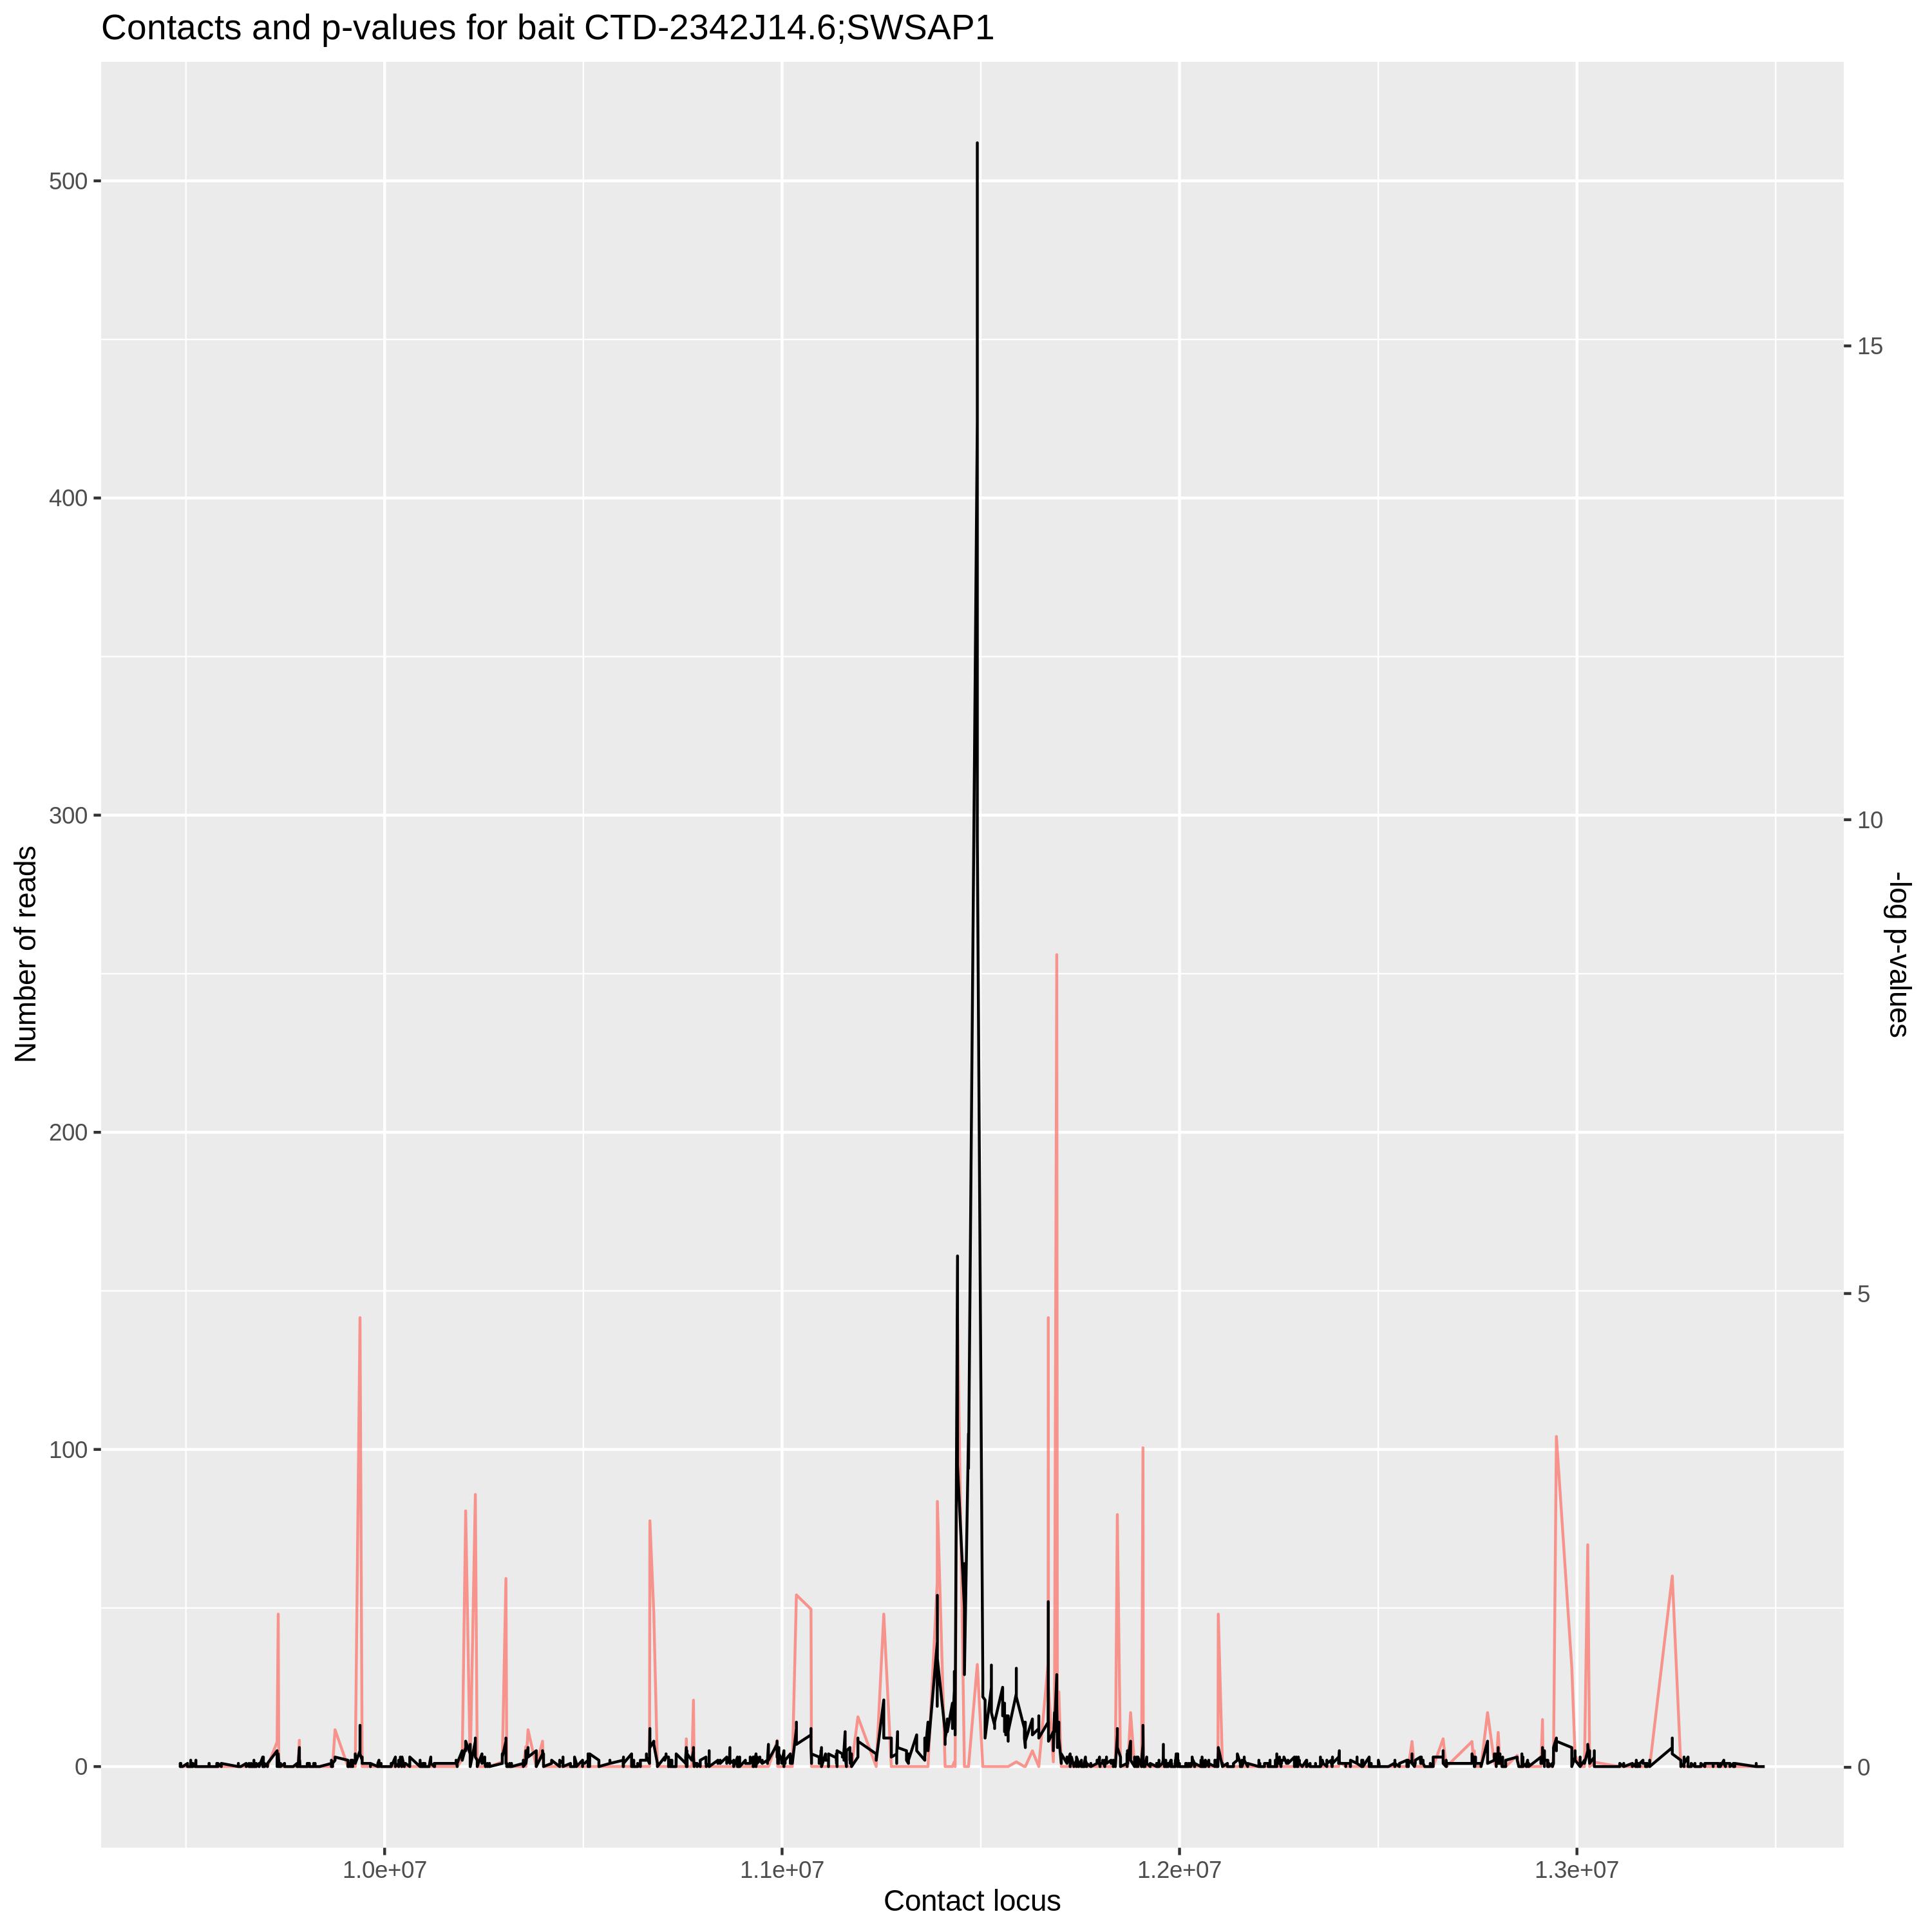 Contacts and p-values for bait CTD-2342J14.6;SWSAP1
500
400
300
200
100
0
15
10
5
0
Number of reads
-log p-values
1.0e+07
1.1e+07
1.2e+07
1.3e+07
Contact locus